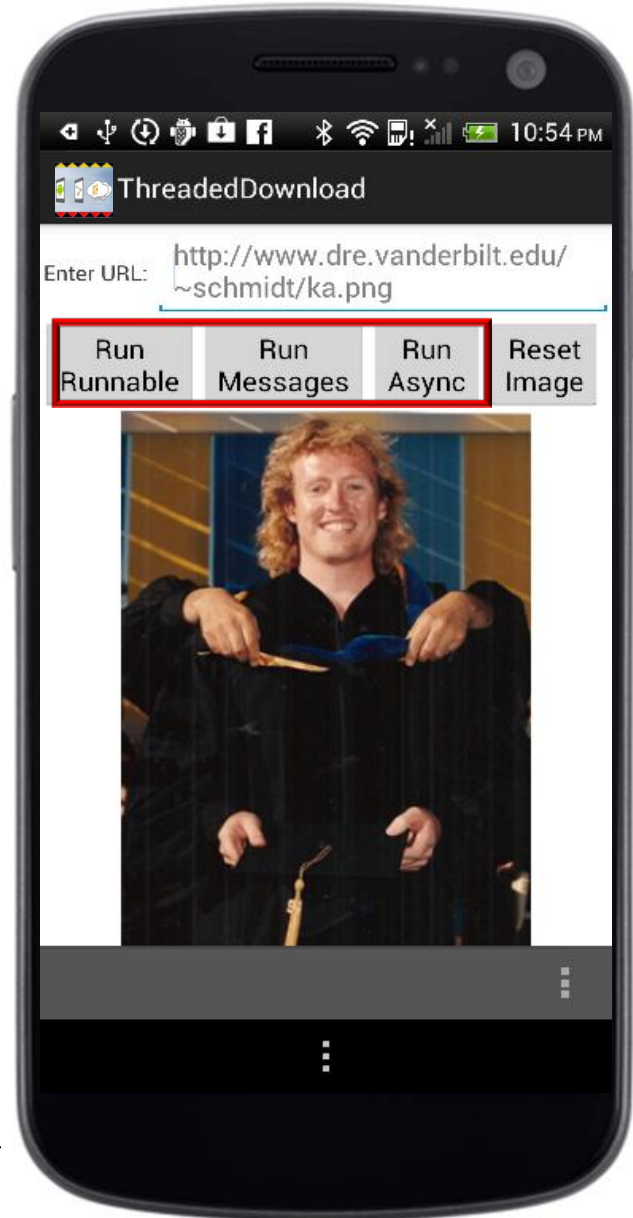 10:54 PM
ThreadedDownload
Enter URL:
http://www.dre.vanderbilt.edu/
~schmidt/ka.png
Run Runnable
Run Messages
Run Async
Reset Image